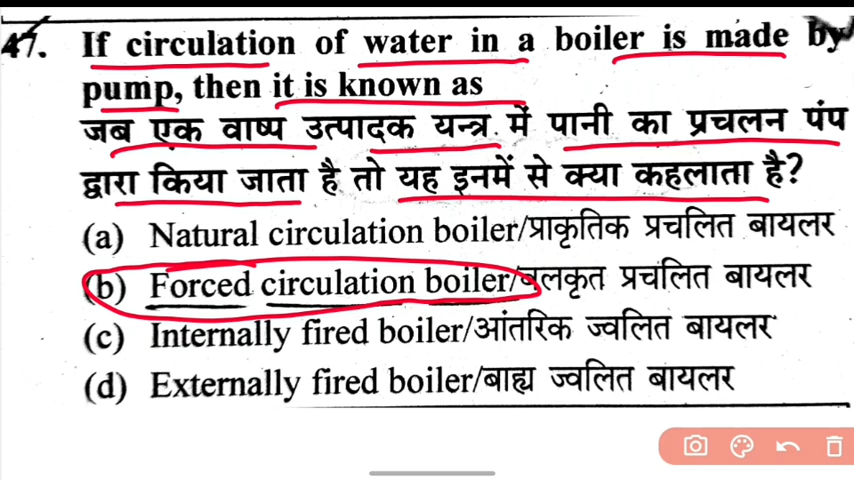 47. If circulation of water in a boiler is made by
pump, then it is known as
जब एक वाष्प उत्पादक यन्त्र में पानी का प्रचलन पंप
द्वारा किया जाता है तो यह इनमें से क्या कहलाता है?
(a) Natural circulation boiler/प्राकृतिक प्रचलित बायलर
(b) Forced circulation boiler/बलकृत प्रचलित बायलर
(c) Internally fired boiler/आंतरिक ज्वलित बायलर
(d) Externally fired boiler/बाह्य ज्वलित बायलर